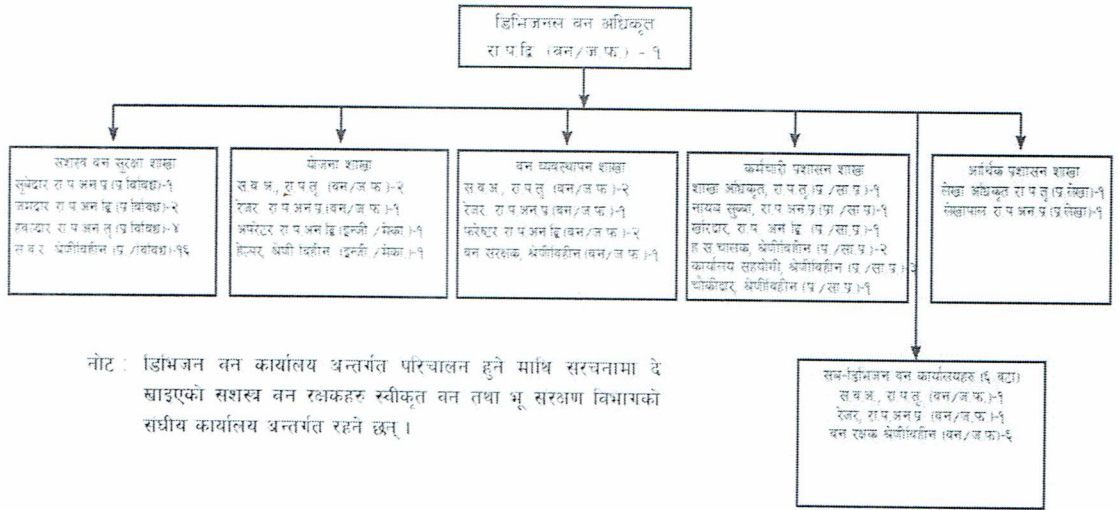 डिभिजनल वन अधिकृत
रा.प.द्वि (वन/ज.फ.) - १
सशस्त्र वन सुरक्षा शाखा
सुवेदार रा प अन प्र (प्र विविध)-१
जमदार रा प अन द्वि (प्र विविध)-२
हवल्दार रा प अन तृ (प्र विविध)-४
स ब र श्रेणीविहीन (प्र /विविध)-१६
योजना शाखा
स.ब अ., रा.प तृ (वन/ज.फ)-२
रेन्जर रा प अनप्र (वन/ज.फ.)-१
अपरेटर रा प अन द्वि (इन्जी /मेका )-१
हेल्पर, श्रेणी विहीन (इन्जी /मेका )-१
वन व्यवस्थापन शाखा
स.ब अ., रा.प तृ (वन/ज.फ)-२
रेन्जर रा प अनप्र (वन/ज.फ.)-१
फरेष्टर रा प अनद्वि (वन/ज.फ.)-२
वन संरक्षक, श्रेणीविहीन (वन/ज फ )-१
कर्मचारी प्रशासन शाखा
शाखा अधिकृत, रा प तृ (प्र /सा.प्र )-१
नायब सुब्बा, रा प अनप्र (प्र /सा प्र)-१
खरिदार, रा प. अन द्वि (प्र /सा प्र)-१
ह स चालक, श्रेणीविहीन (प्र./सा.प्र.)-२
कार्यालय सहयोगी, श्रेणीविहीन (प्र /सा.प्र )-२
चौकीदार, श्रेणीविहीन (प्र /सा.प्र )-१
आर्थिक प्रशासन शाखा
लेखा अधिकृत रा प तृ (प्र लेखा)-१
लेखापाल रा प अन प्र (प्र लेखा)-१
सब-डिभिजन वन कार्यालयहरु (६ वटा)
स.ब अ., रा.प तृ. (वन/ज.फ.)-१
रेन्जर, रा.प.अन प्र (वन/ज.फ.)-१
वन रक्षक श्रेणीविहीन (वन/ज.फ)-६
नोट : डिभिजन वन कार्यालय अन्तर्गत परिचालन हुने माथि संरचनामा दे
खाइएको सशस्त्र वन रक्षकहरु स्वीकृत वन तथा भू संरक्षण विभागको
संघीय कार्यालय अन्तर्गत रहने छन् ।